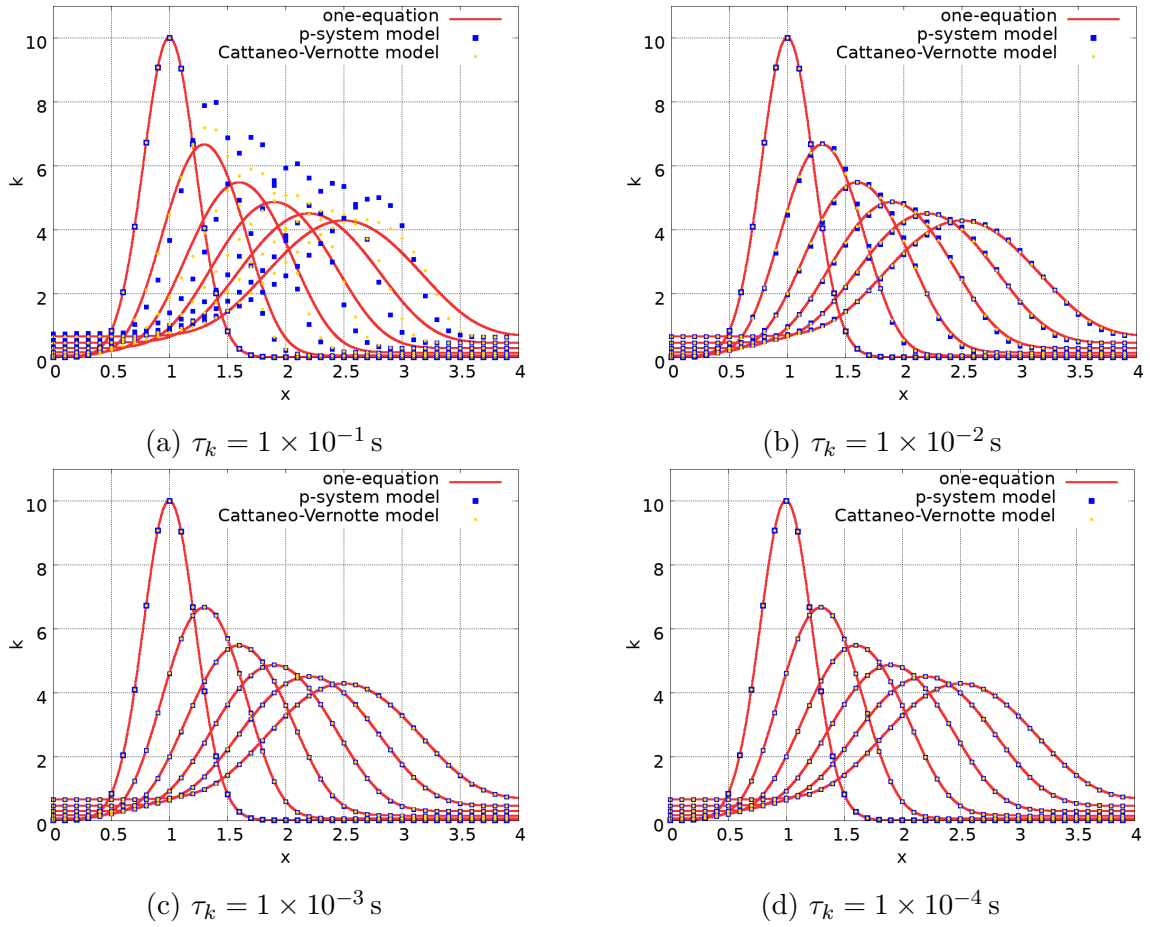 one-equation
p-system model
Cattaneo-Vernotte model
10
8
6
4
2
0
k
0 0.5 1 1.5 2 2.5 3 3.5 4
x
(a) τₖ = 1 × 10⁻¹ s
one-equation
p-system model
Cattaneo-Vernotte model
10
8
6
4
2
0
k
0 0.5 1 1.5 2 2.5 3 3.5 4
x
(b) τₖ = 1 × 10⁻² s
one-equation
p-system model
Cattaneo-Vernotte model
10
8
6
4
2
0
k
0 0.5 1 1.5 2 2.5 3 3.5 4
x
(c) τₖ = 1 × 10⁻³ s
one-equation
p-system model
Cattaneo-Vernotte model
10
8
6
4
2
0
k
0 0.5 1 1.5 2 2.5 3 3.5 4
x
(d) τₖ = 1 × 10⁻⁴ s